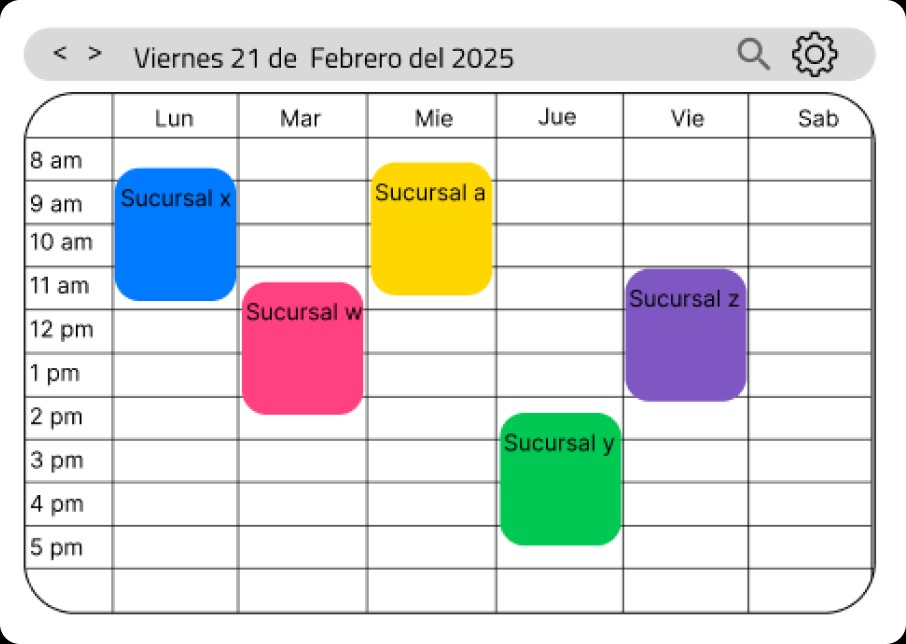 < > Viernes 21 de Febrero del 2025
Lun Mar Mie Jue Vie Sab
8 am
Sucursal x Sucursal a
9 am
10 am
11 am
Sucursal w Sucursal z
12 pm
1 pm
2 pm
Sucursal y
3 pm
4 pm
5 pm